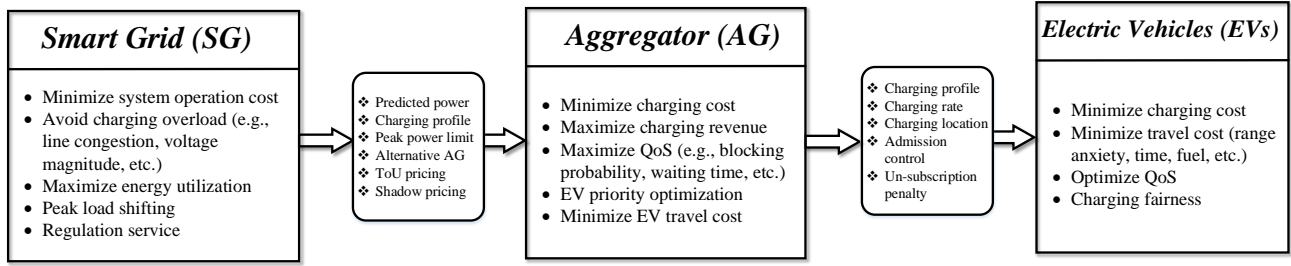 Smart Grid (SG)
• Minimize system operation cost
• Avoid charging overload (e.g.,
line congestion, voltage
magnitude, etc.)
• Maximize energy utilization
• Peak load shifting
• Regulation service
❖ Predicted power
❖ Charging profile
❖ Peak power limit
❖ Alternative AG
❖ ToU pricing
❖ Shadow pricing
Aggregator (AG)
• Minimize charging cost
• Maximize charging revenue
• Maximize QoS (e.g., blocking
probability, waiting time, etc.)
• EV priority optimization
• Minimize EV travel cost
❖ Charging profile
❖ Charging rate
❖ Charging location
❖ Admission
control
❖ Un-subscription
penalty
Electric Vehicles (EVs)
• Minimize charging cost
• Minimize travel cost (range
anxiety, time, fuel, etc.)
• Optimize QoS
• Charging fairness